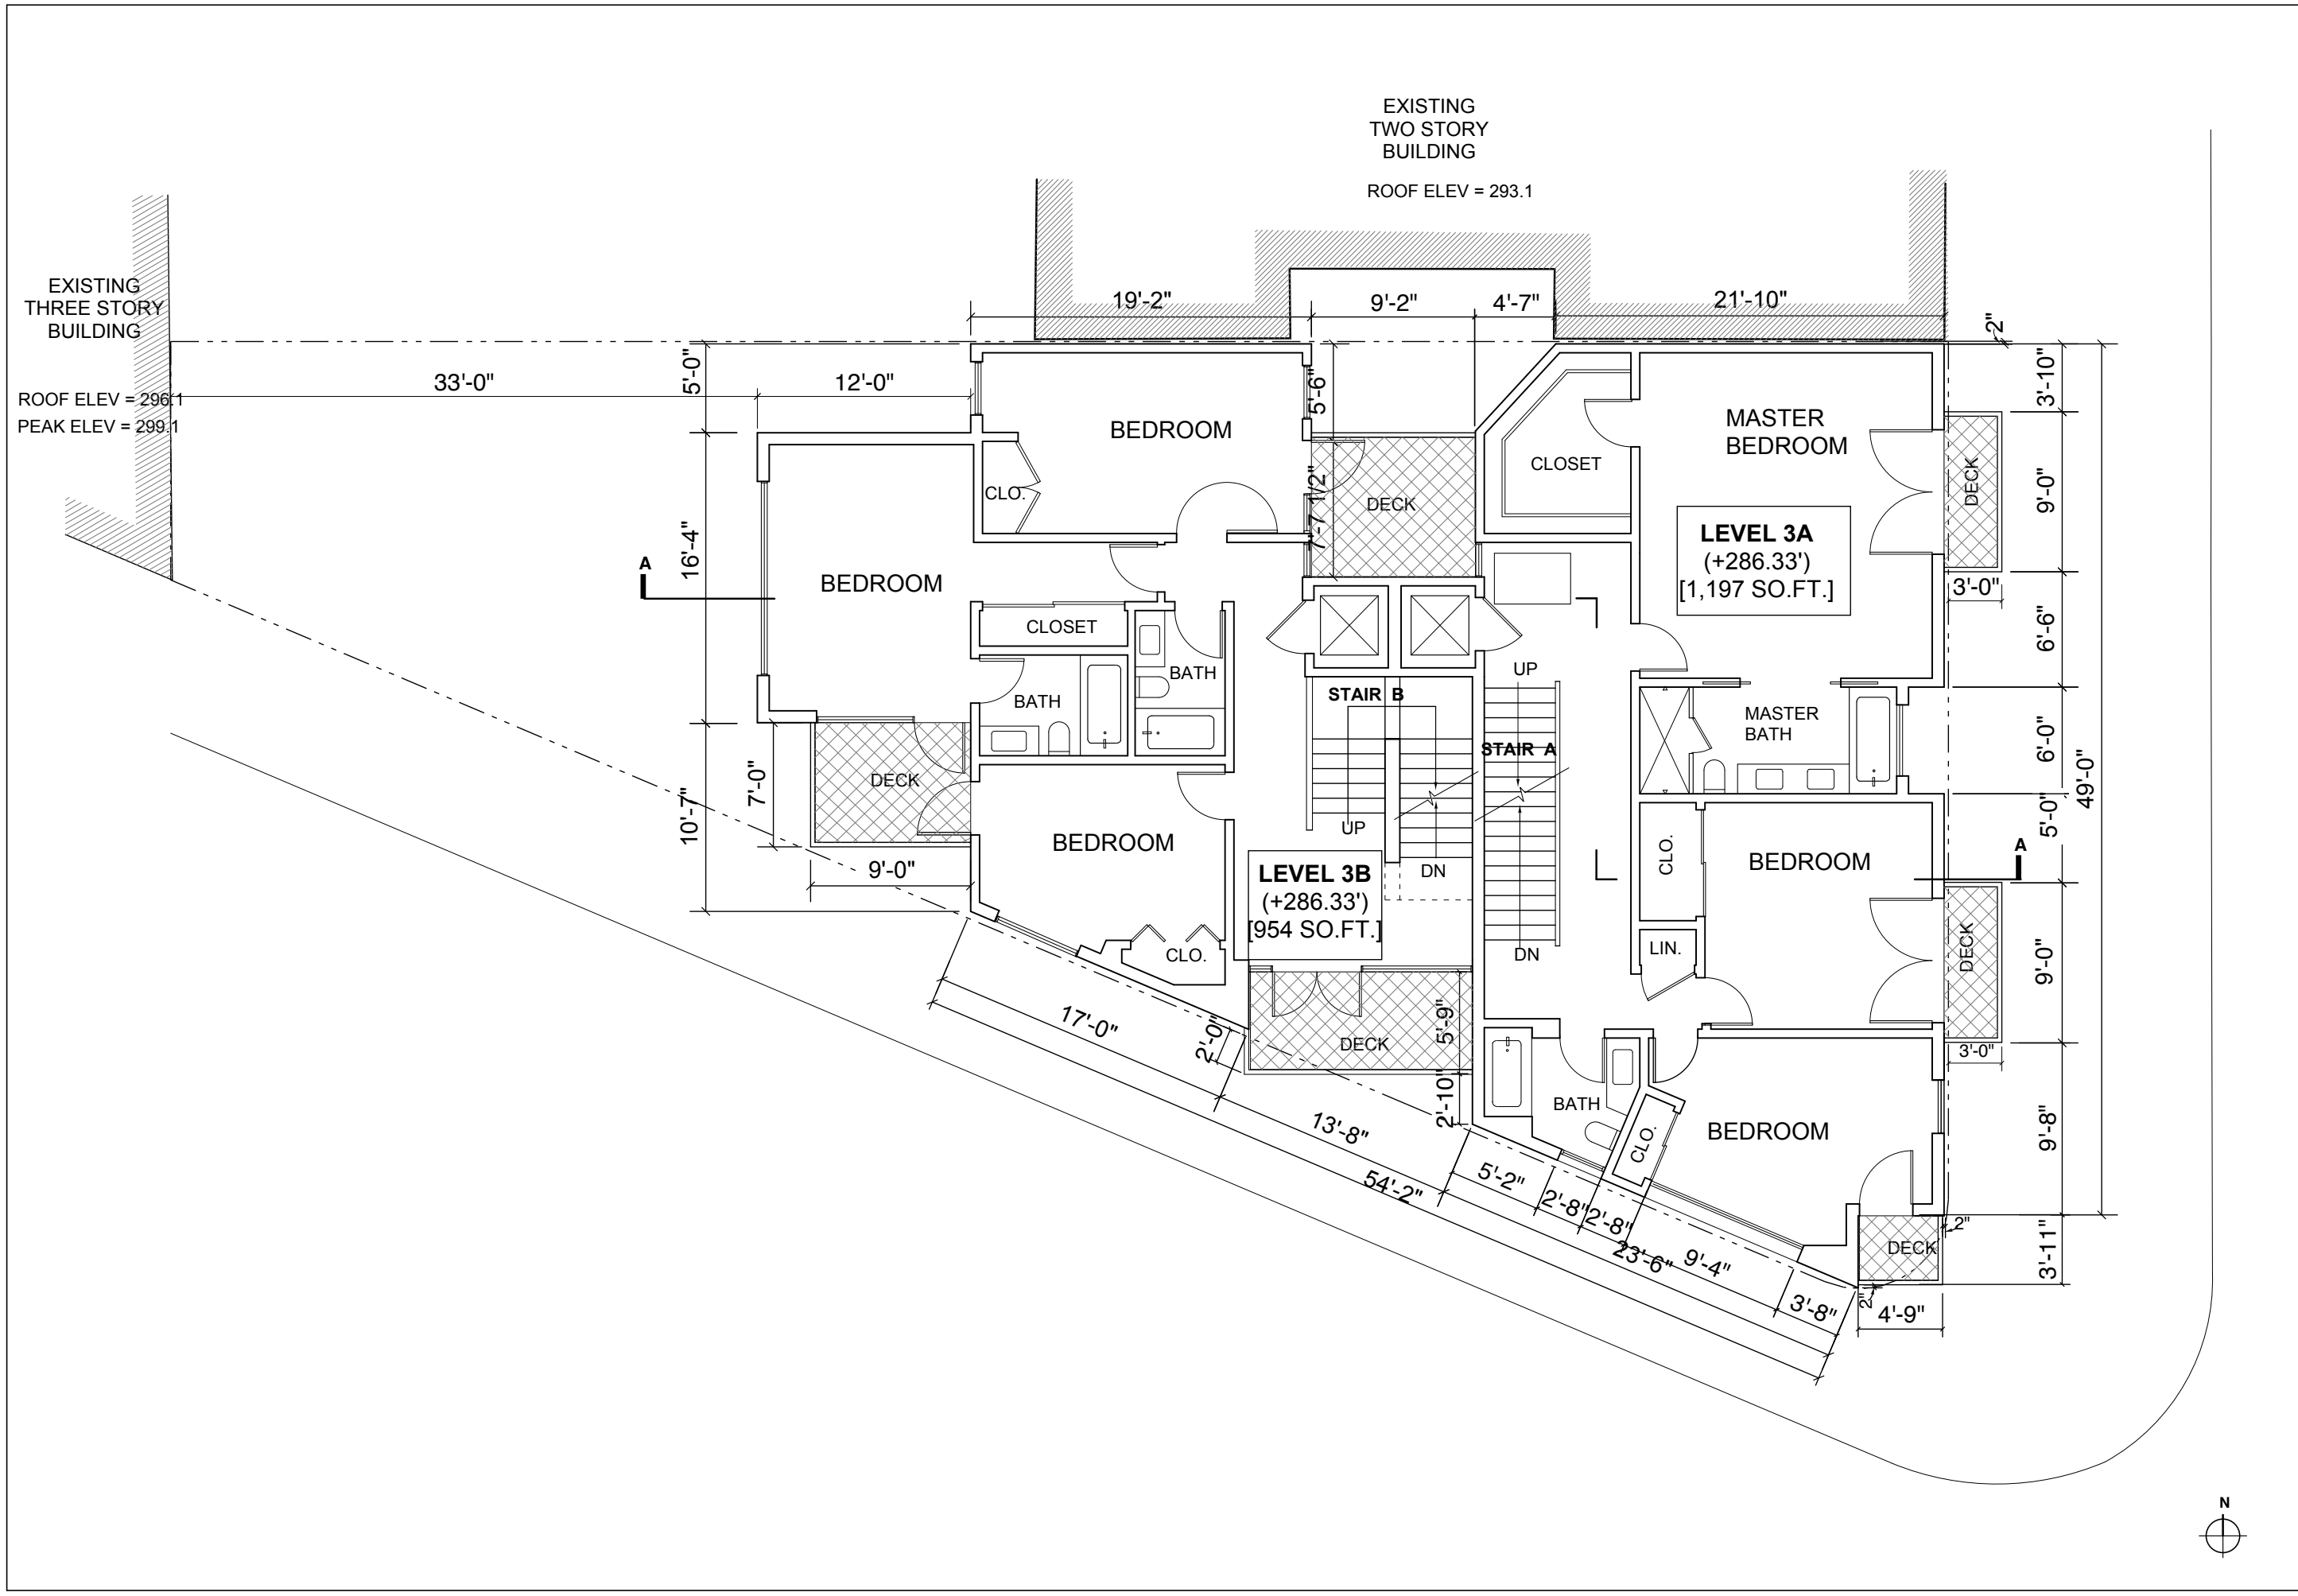 EXISTING
TWO STORY
BUILDING
ROOF ELEV = 293.1
EXISTING
THREE STORY
BUILDING
ROOF ELEV = 296.1
PEAK ELEV = 299.1
19'-2"
9'-2"
4'-7"
21'-10"
2"
33'-0"
12'-0"
5'-0"
5'-6"
3'-10"
BEDROOM
MASTER
BEDROOM
CLOSET
CLO.
DECK
DECK
9'-0"
7'-7 1/2"
16'-4"
LEVEL 3A
(+286.33')
[1,197 SQ.FT.]
A
BEDROOM
3'-0"
CLOSET
6'-6"
BATH
BATH
UP
STAIR B
STAIR A
MASTER
BATH
6'-0"
49'-0"
DECK
7'-0"
10'-7"
9'-0"
BEDROOM
UP
DN
CLO.
BEDROOM
5'-0"
A
LEVEL 3B
(+286.33')
[954 SQ.FT.]
CLO.
DN
LIN.
DECK
9'-0"
17'-0"
2'-0"
DECK
5'-9"
3'-0"
2'-10"
BATH
CLO.
BEDROOM
9'-8"
13'-8"
54'-2"
5'-2"
2'-8"
2'-8"
23'-6"
9'-4"
3'-8"
DECK
2"
3'-11"
2"
4'-9"
N